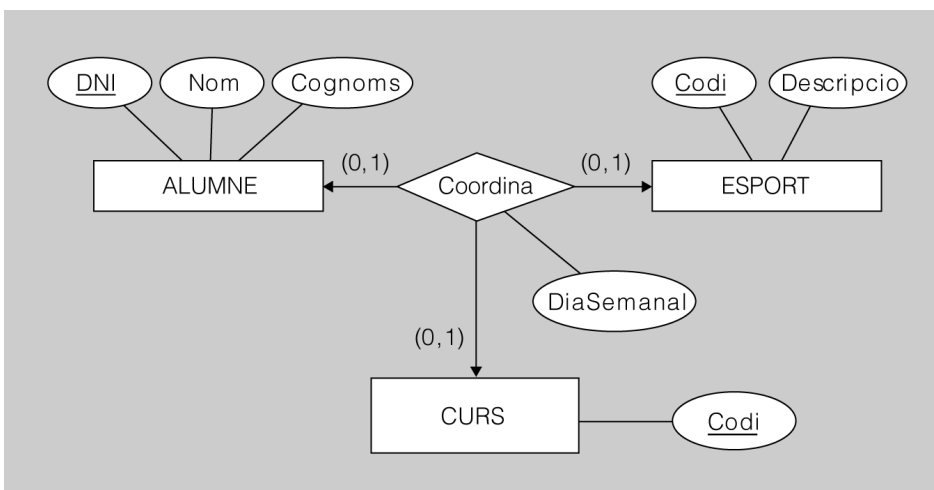 DNI
Nom
Cognoms
Codi
Descripcio
(0,1)
(0,1)
ALUMNE
Coordina
ESPORT
DiaSemanal
(0,1)
CURS
Codi